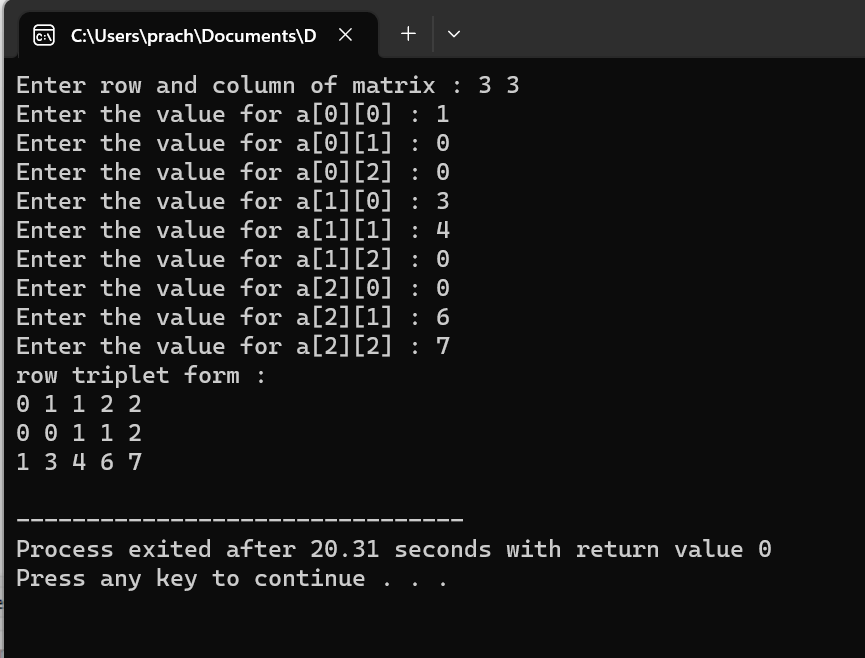 C:\Users\prach\Documents\D
Enter row and column of matrix : 3 3
Enter the value for a[0][0] : 1
Enter the value for a[0][1] : 0
Enter the value for a[0][2] : 0
Enter the value for a[1][0] : 3
Enter the value for a[1][1] : 4
Enter the value for a[1][2] : 0
Enter the value for a[2][0] : 0
Enter the value for a[2][1] : 6
Enter the value for a[2][2] : 7
row triplet form :
0 1 1 2 2
0 0 1 1 2
1 3 4 6 7
--------------------------------
Process exited after 20.31 seconds with return value 0
Press any key to continue . . .